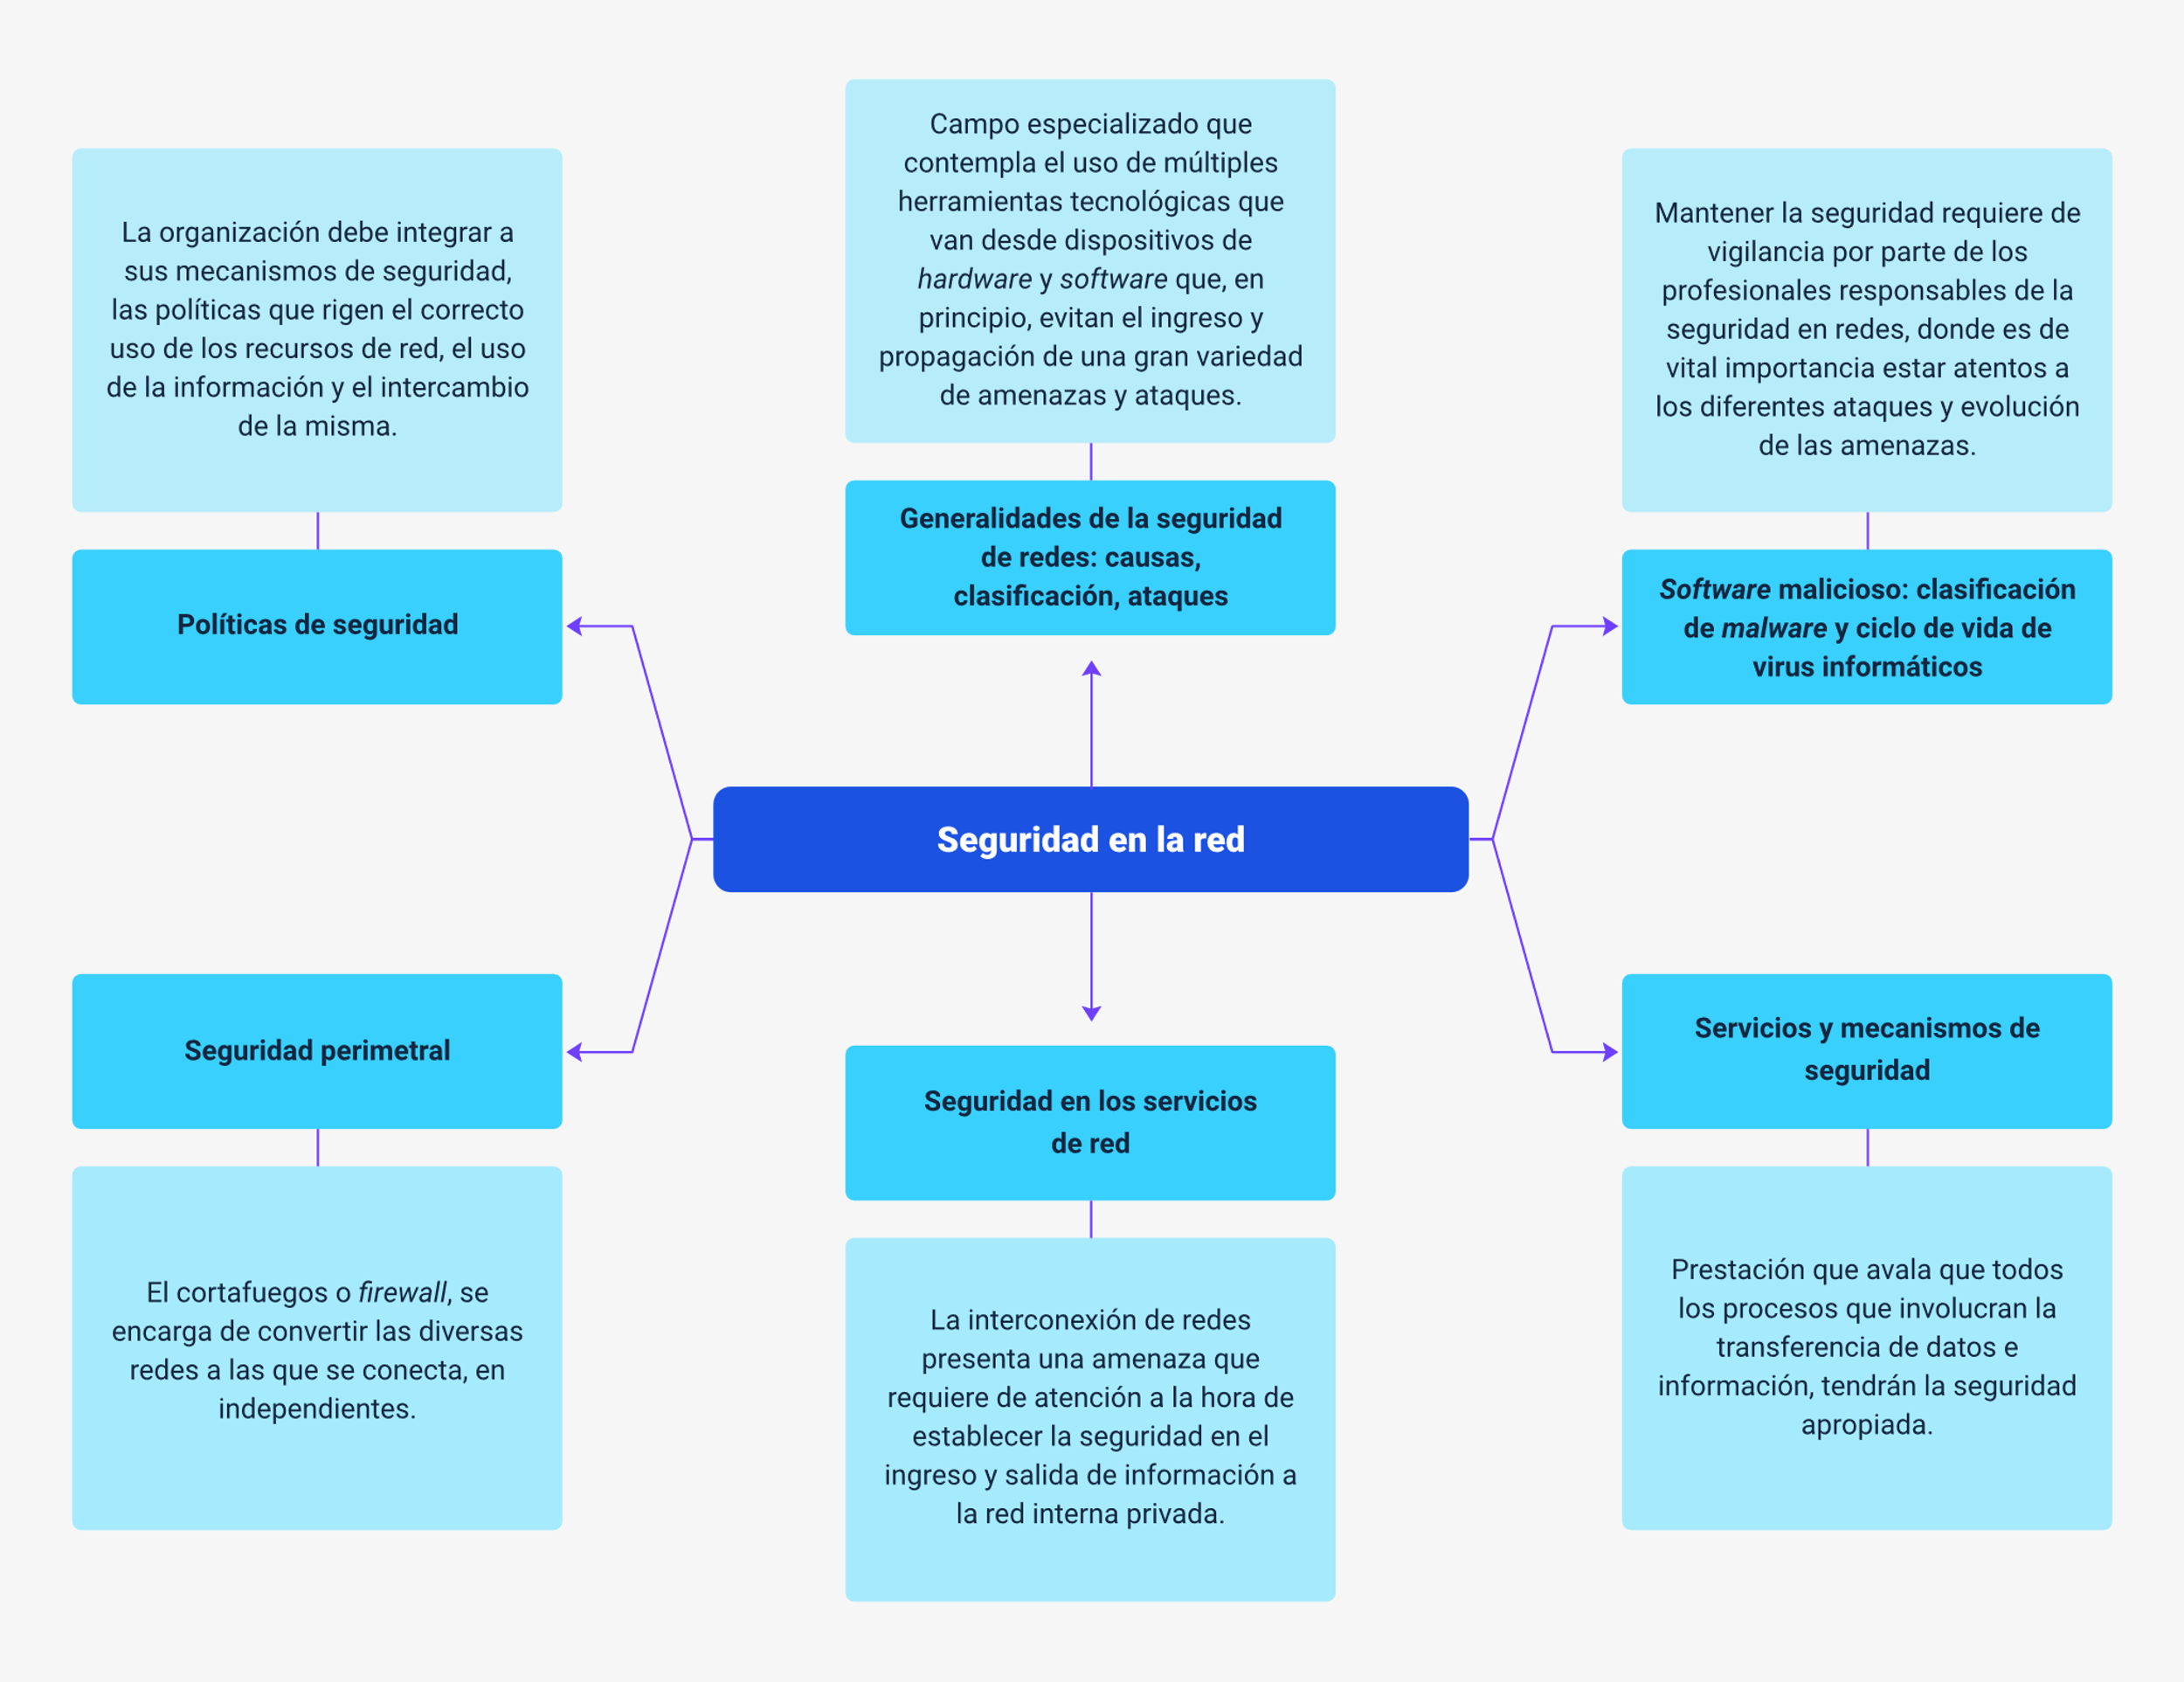 La organización debe integrar a
sus mecanismos de seguridad,
las políticas que rigen el correcto
uso de los recursos de red, el uso
de la información y el intercambio
de la misma.
Políticas de seguridad
Campo especializado que
contempla el uso de múltiples
herramientas tecnológicas que
van desde dispositivos de
hardware y software que, en
principio, evitan el ingreso y
propagación de una gran variedad
de amenazas y ataques.
Generalidades de la seguridad
de redes: causas,
clasificación, ataques
Mantener la seguridad requiere de
vigilancia por parte de los
profesionales responsables de la
seguridad en redes, donde es de
vital importancia estar atentos a
los diferentes ataques y evolución
de las amenazas.
Software malicioso: clasificación
de malware y ciclo de vida de
virus informáticos
Seguridad en la red
Seguridad perimetral
El cortafuegos o firewall, se
encarga de convertir las diversas
redes a las que se conecta, en
independientes.
Seguridad en los servicios
de red
La interconexión de redes
presenta una amenaza que
requiere de atención a la hora de
establecer la seguridad en el
ingreso y salida de información a
la red interna privada.
Servicios y mecanismos de
seguridad
Prestación que avala que todos
los procesos que involucran la
transferencia de datos e
información, tendrán la seguridad
apropiada.